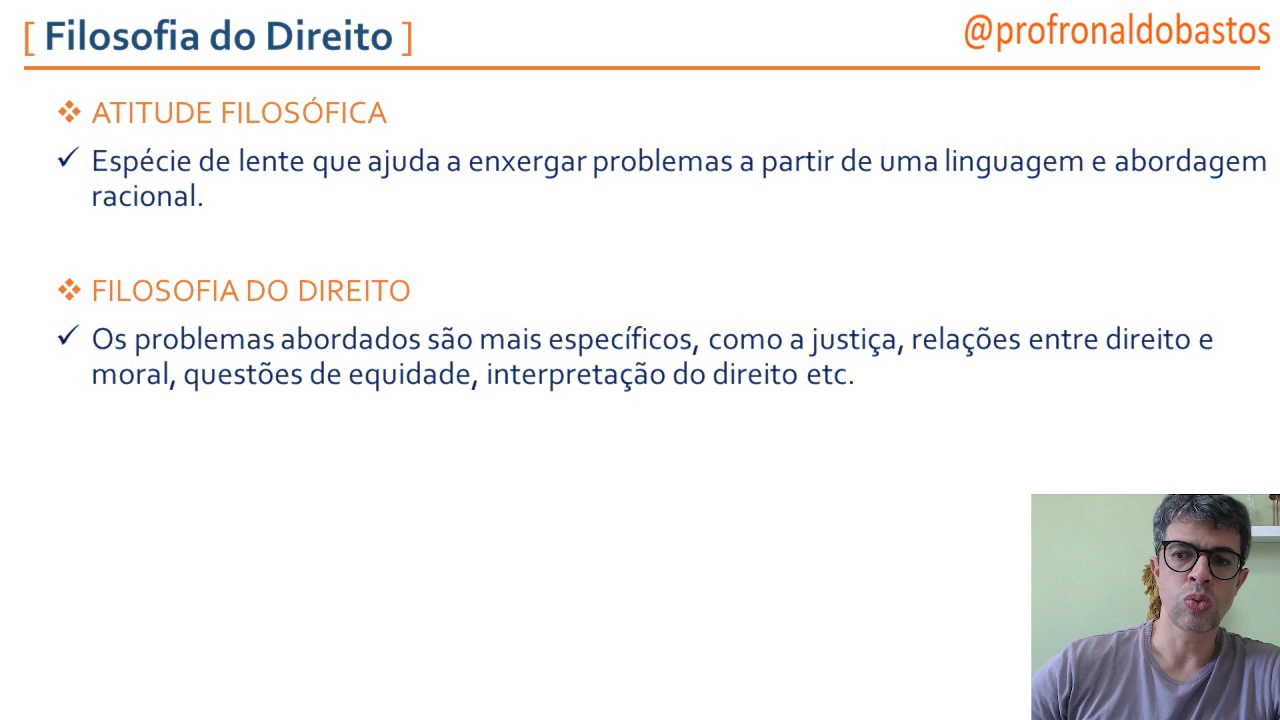 [ Filosofia do Direito ]
@profronaldobastos
❖ ATITUDE FILOSÓFICA
✓ Espécie de lente que ajuda a enxergar problemas a partir de uma linguagem e abordagem
racional.
❖ FILOSOFIA DO DIREITO
✓ Os problemas abordados são mais específicos, como a justiça, relações entre direito e
moral, questões de equidade, interpretação do direito etc.